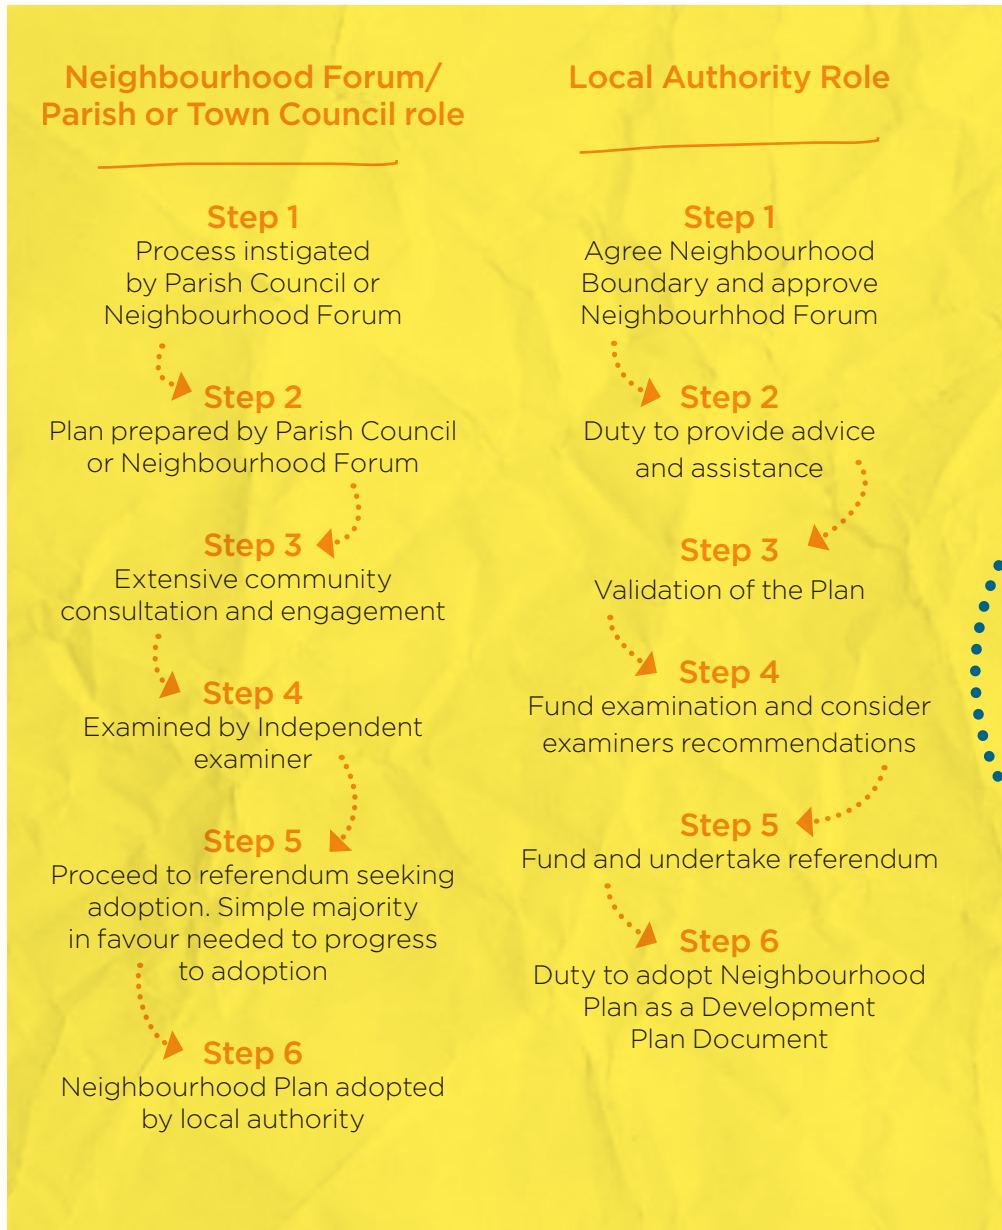 Neighbourhood Forum/
Parish or Town Council role
Step 1
Process instigated
by Parish Council or
Neighbourhood Forum
Step 2
Plan prepared by Parish Council
or Neighbourhood Forum
Step 3
Extensive community
consultation and engagement
Step 4
Examined by Independent
examiner
Step 5
Proceed to referendum seeking
adoption. Simple majority
in favour needed to progress
to adoption
Step 6
Neighbourhood Plan adopted
by local authority
Local Authority Role
Step 1
Agree Neighbourhood
Boundary and approve
Neighbourhhod Forum
Step 2
Duty to provide advice
and assistance
Step 3
Validation of the Plan
Step 4
Fund examination and consider
examiners recommendations
Step 5
Fund and undertake referendum
Step 6
Duty to adopt Neighbourhood
Plan as a Development
Plan Document